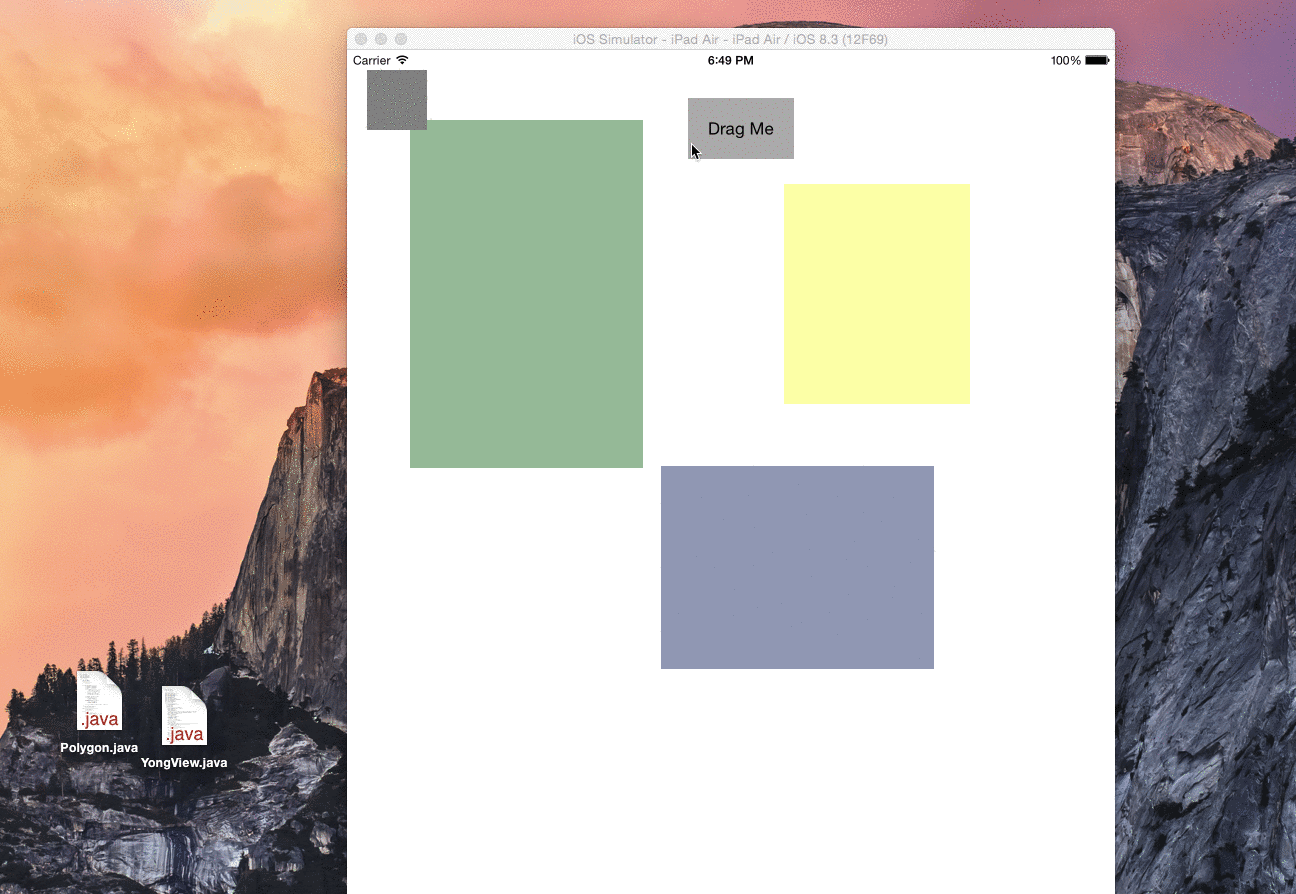 iOS Simulator - iPad Air - iPad Air / iOS 8.3 (12F69)
Carrier 6:49 PM 100%
Drag Me
.java
Polygon.java
.java
YongView.java